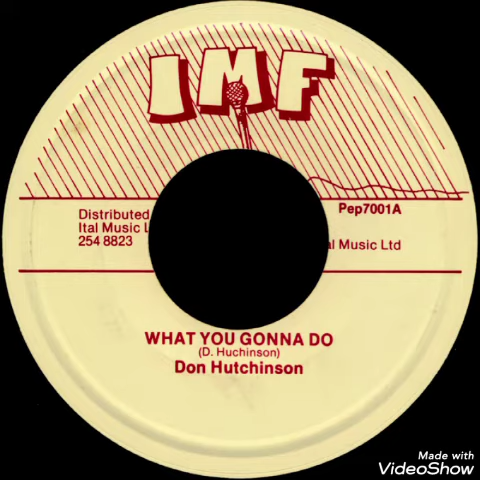 IMF
Pep7001A
Distributed
Ital Music L
254 8823
al Music Ltd
WHAT YOU GONNA DO
(D. Huchinson)
Don Hutchinson
Made with
VideoShow